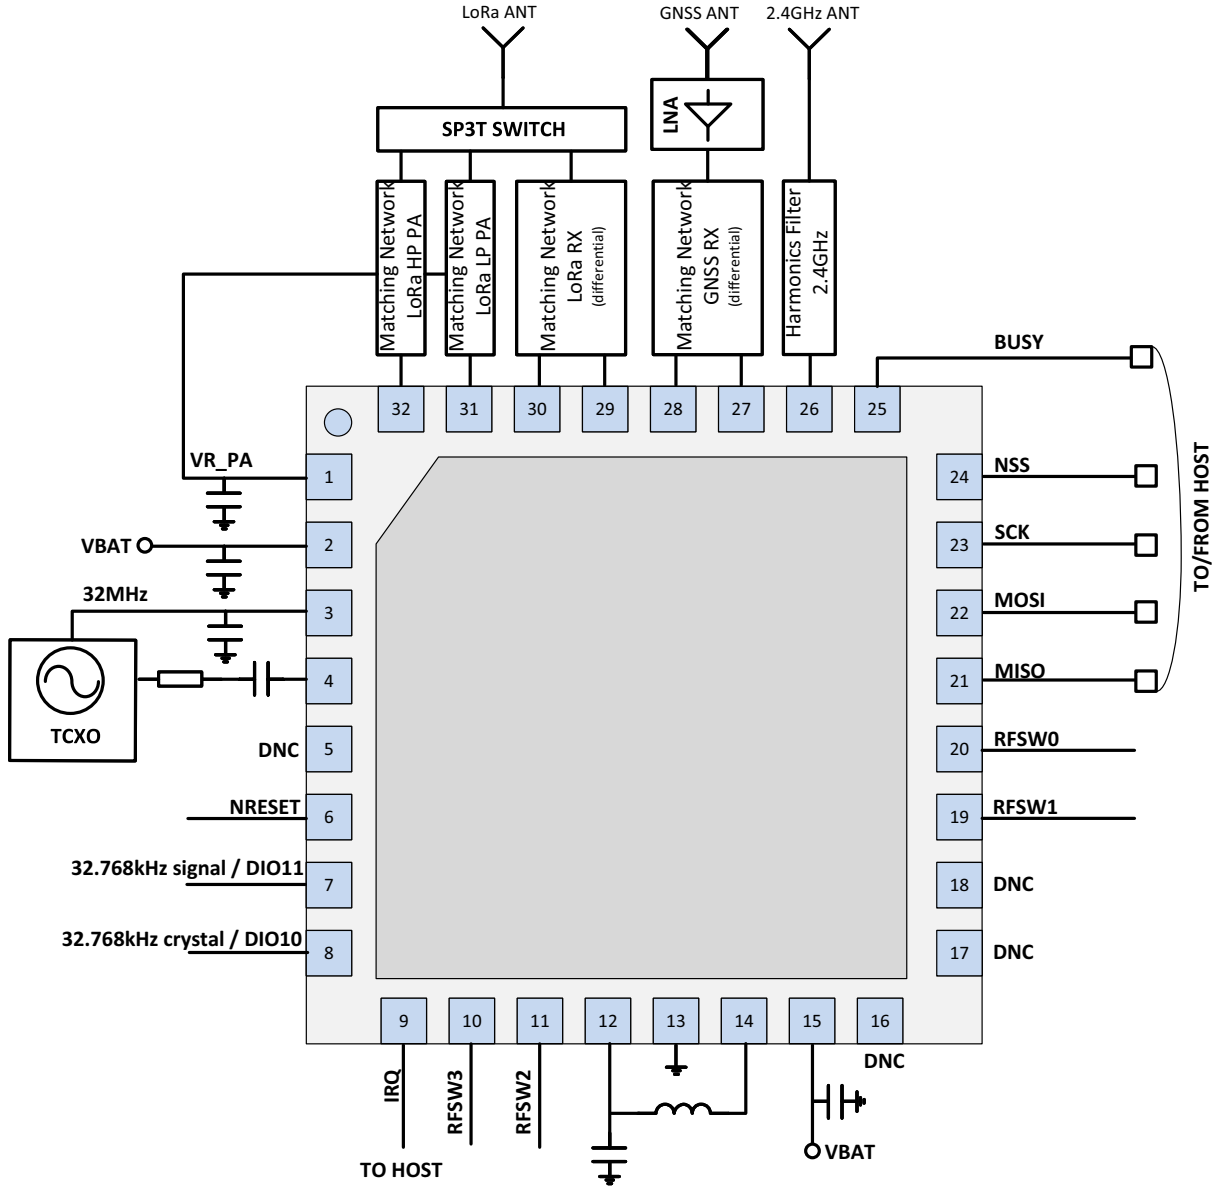 LoRa ANT
GNSS ANT
2.4GHz ANT
SP3T SWITCH
LNA
Matching Network
LoRa HP PA
Matching Network
LoRa LP PA
Matching Network
LoRa RX
(differential)
Matching Network
GNSS RX
(differential)
Harmonics Filter
2.4GHz
BUSY
32
31
30
29
28
27
26
25
VR_PA
1
VBAT
2
32MHz
3
4
TCXO
DNC
5
NRESET
6
32.768kHz signal / DIO11
7
32.768kHz crystal / DIO10
8
24
NSS
23
SCK
22
MOSI
21
MISO
20
RFSW0
19
RFSW1
18
DNC
17
DNC
TO/FROM HOST
9
10
11
12
13
14
15
16
DNC
IRQ
RFSW3
RFSW2
VBAT
TO HOST